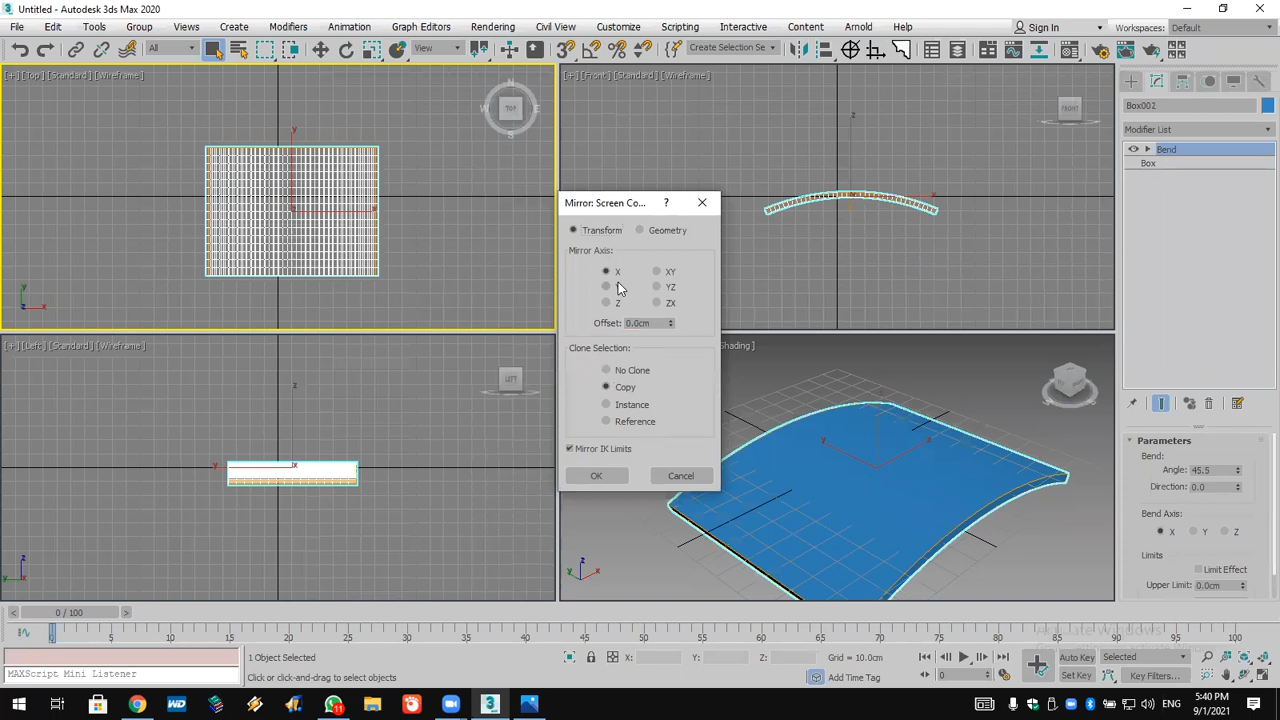 Untitled - Autodesk 3ds Max 2020
File Edit Tools Group Views Create Modifiers Animation Graph Editors Rendering Civil View Customize Scripting Interactive Content Arnold Help Sign In Workspaces: Default
All View Create Selection Se
[+] [Top] [Standard] [Wireframe]
N
W TOP E
S
y
x
y
z x
[+] [Front] [Standard] [Wireframe]
FRONT
z
x
Box002
Modifier List
Bend
Box
Mirror: Screen Co... ?
Transform Geometry
Mirror Axis:
X XY
YZ
Z ZX
Offset: 0.0cm
Clone Selection:
No Clone
Copy
Instance
Reference
Mirror IK Limits
OK Cancel
[+] [Left] [Standard] [Wireframe]
LEFT
z
y x
z
y x
Shading]
y x
z
y x
Parameters
Bend:
Angle: 45.5
Direction: 0.0
Bend Axis:
X Y Z
Limits
Limit Effect
Upper Limit: 0.0cm
0 / 100
0 5 10 15 20 25 30 35 40 45 50 55 60 65 70 75 80 85 90 95 100
Activate Windows
MAXScript Mini Listener
1 Object Selected
Click or click-and-drag to select objects
X: Y: Z: Grid = 10.0cm
Add Time Tag
0
Auto Key Selected
Set Key Key Filters...
WD
11
3
ENG
5:40 PM
9/1/2021